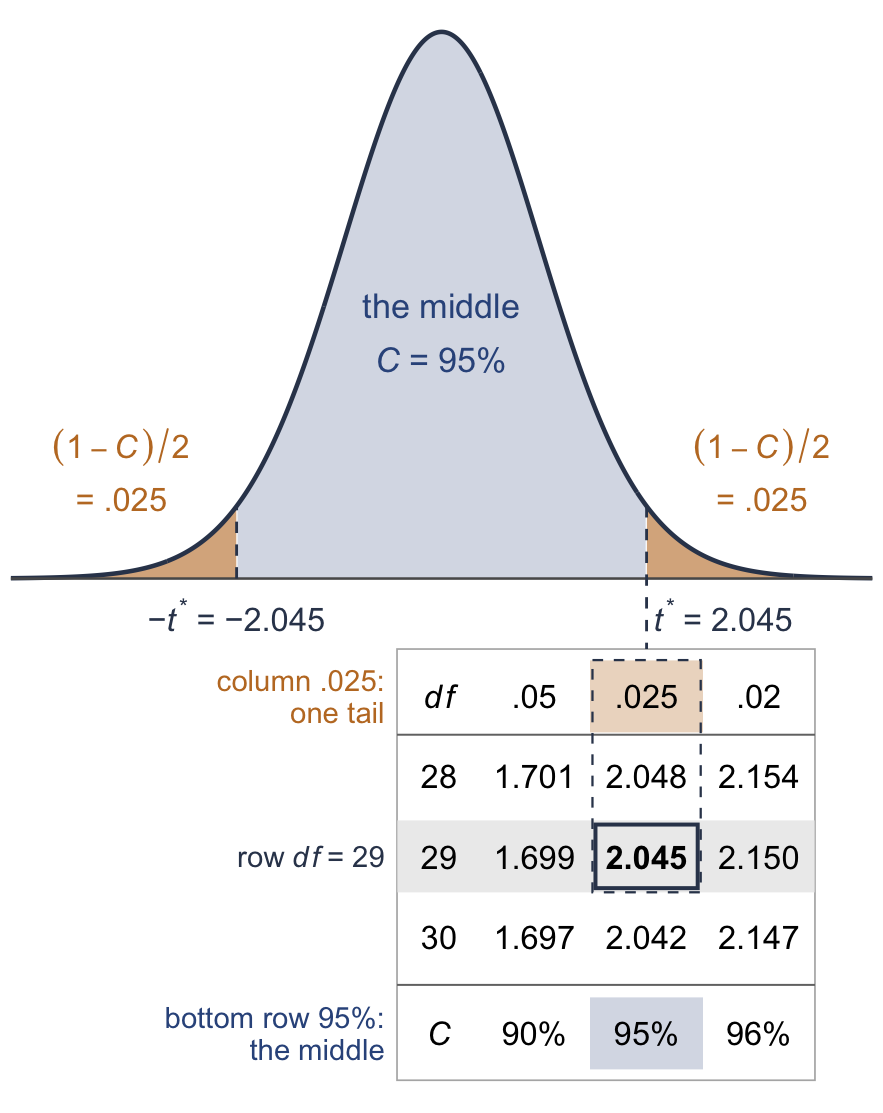 the middle
C = 95%
(1 – C)/2
= .025
(1 – C)/2
= .025
−t* = −2.045
t* = 2.045
column .025:
one tail
df .05 .025 .02
28 1.701 2.048 2.154
row df = 29
29 1.699 2.045 2.150
30 1.697 2.042 2.147
bottom row 95%:
the middle
C 90% 95% 96%